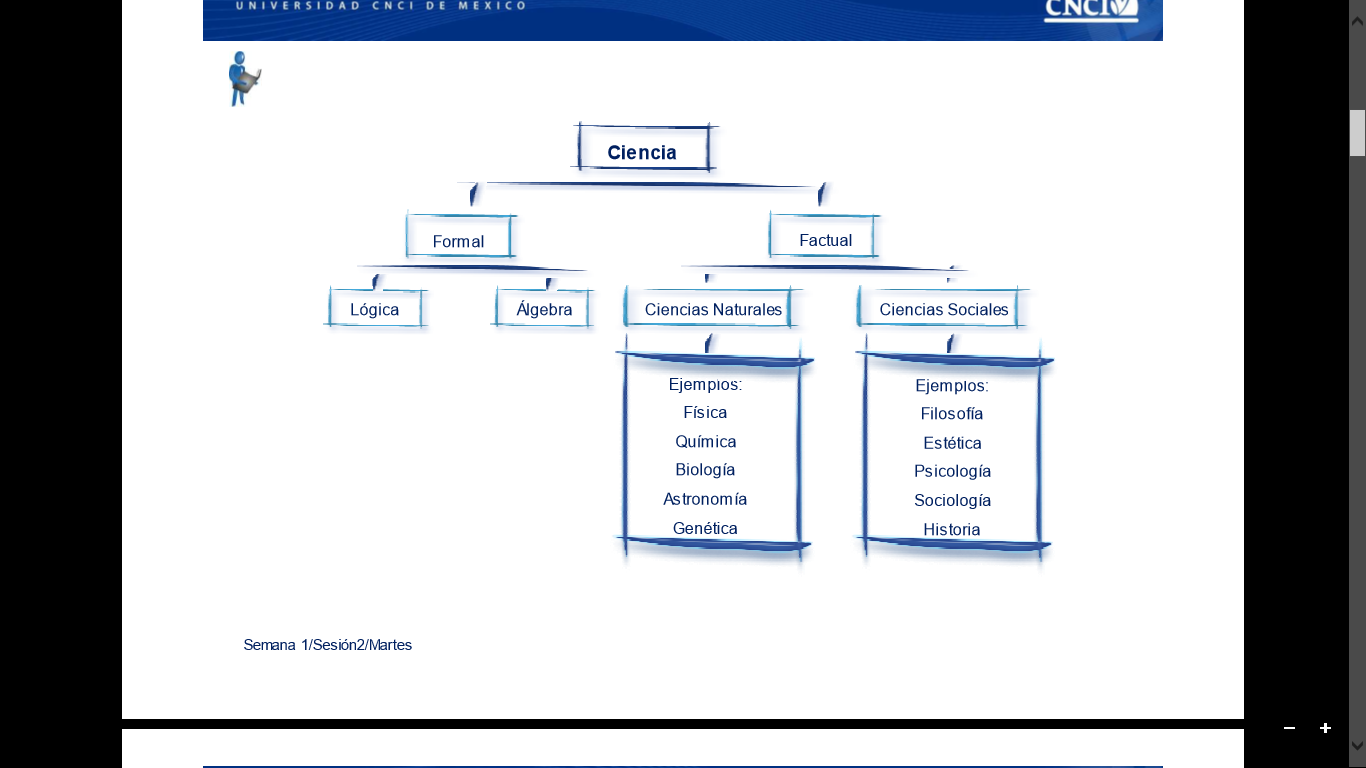 UNIVERSIDAD CNCI DE MEXICO
CNCI
Ciencia
Formal
Factual
Lógica
Álgebra
Ciencias Naturales
Ciencias Sociales
Ejemplos:
Física
Química
Biología
Astronomía
Genética
Ejemplos:
Filosofía
Estética
Psicología
Sociología
Historia
Semana 1/Sesión2/Martes